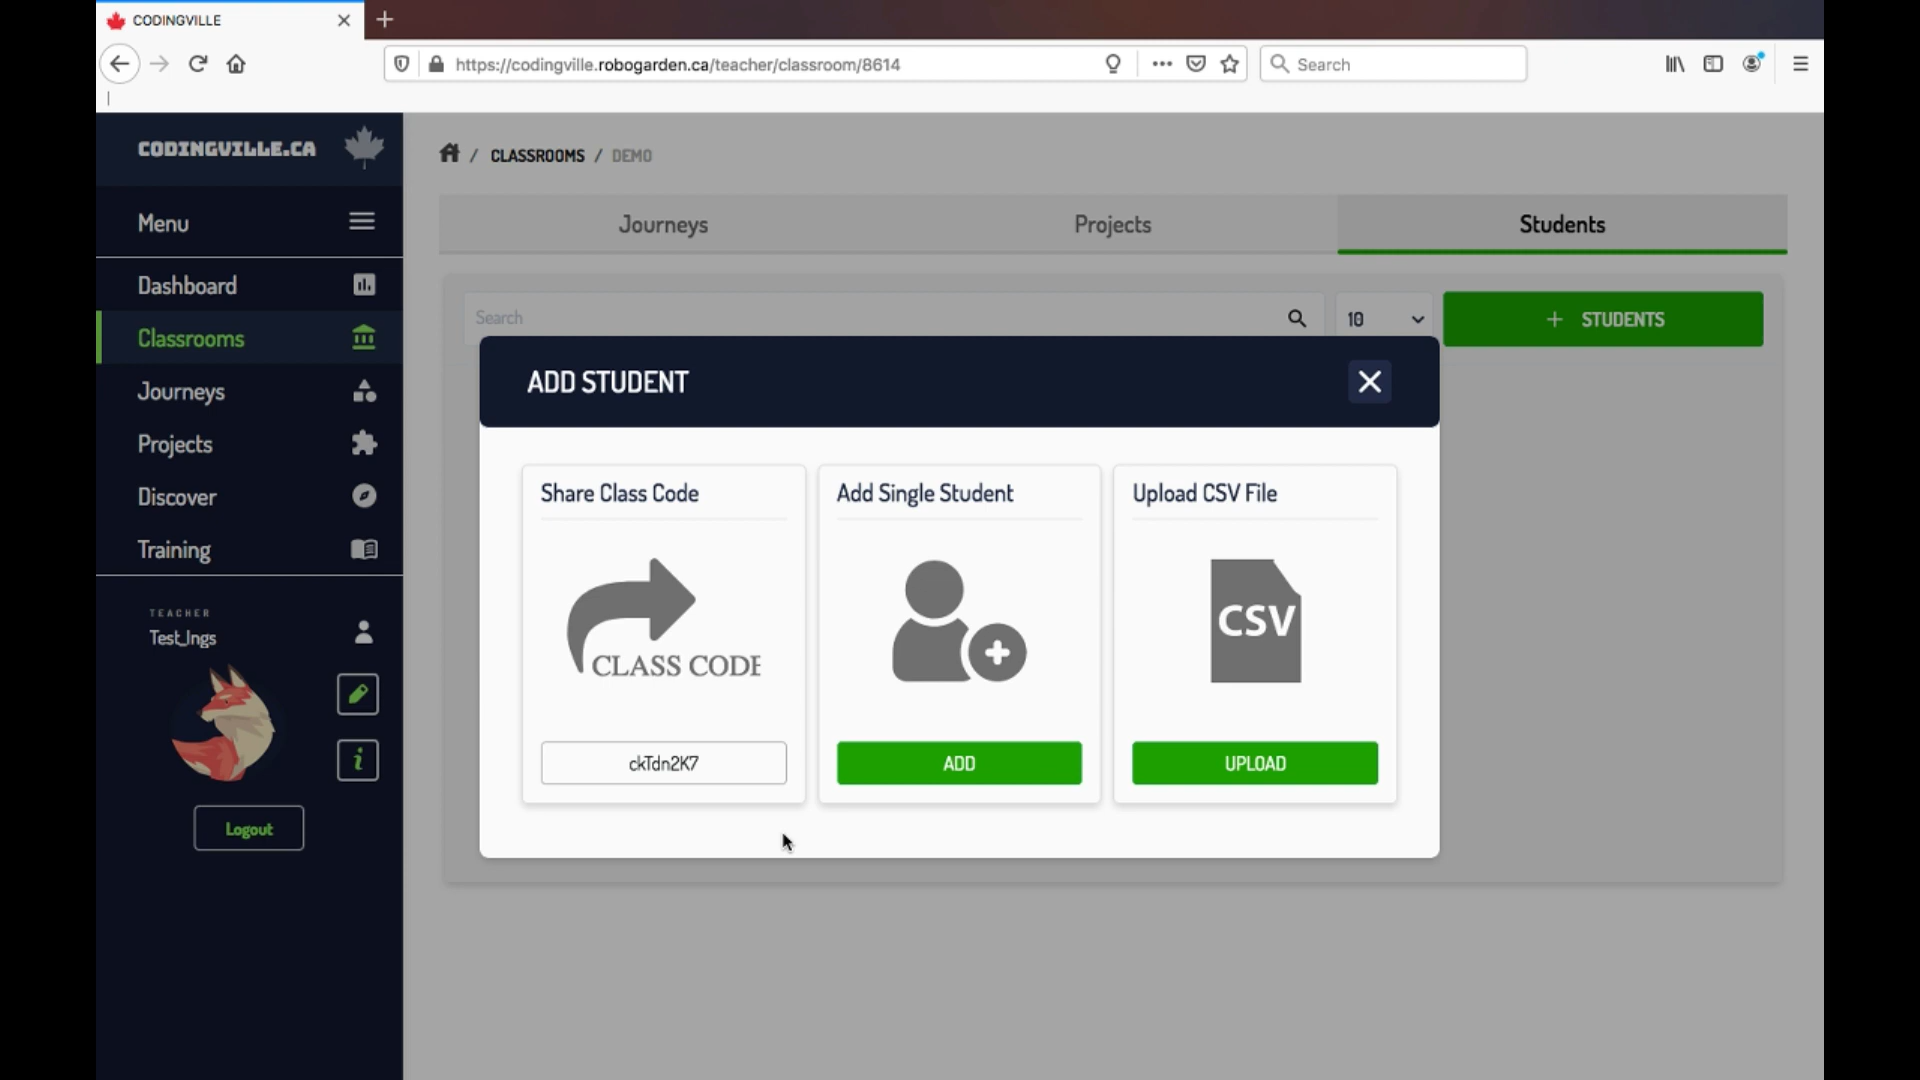 CODINGVILLE
https://codingville.robogarden.ca/teacher/classroom/8614
Search
CODINGVILLE.CA
Menu
Dashboard
Classrooms
Journeys
Projects
Discover
Training
TEACHER
Test_Ings
Logout
/ CLASSROOMS / DEMO
Journeys
Projects
Students
Search
10
+ STUDENTS
ADD STUDENT
Share Class Code
CLASS CODE
ckTdn2K7
Add Single Student
ADD
Upload CSV File
CSV
UPLOAD